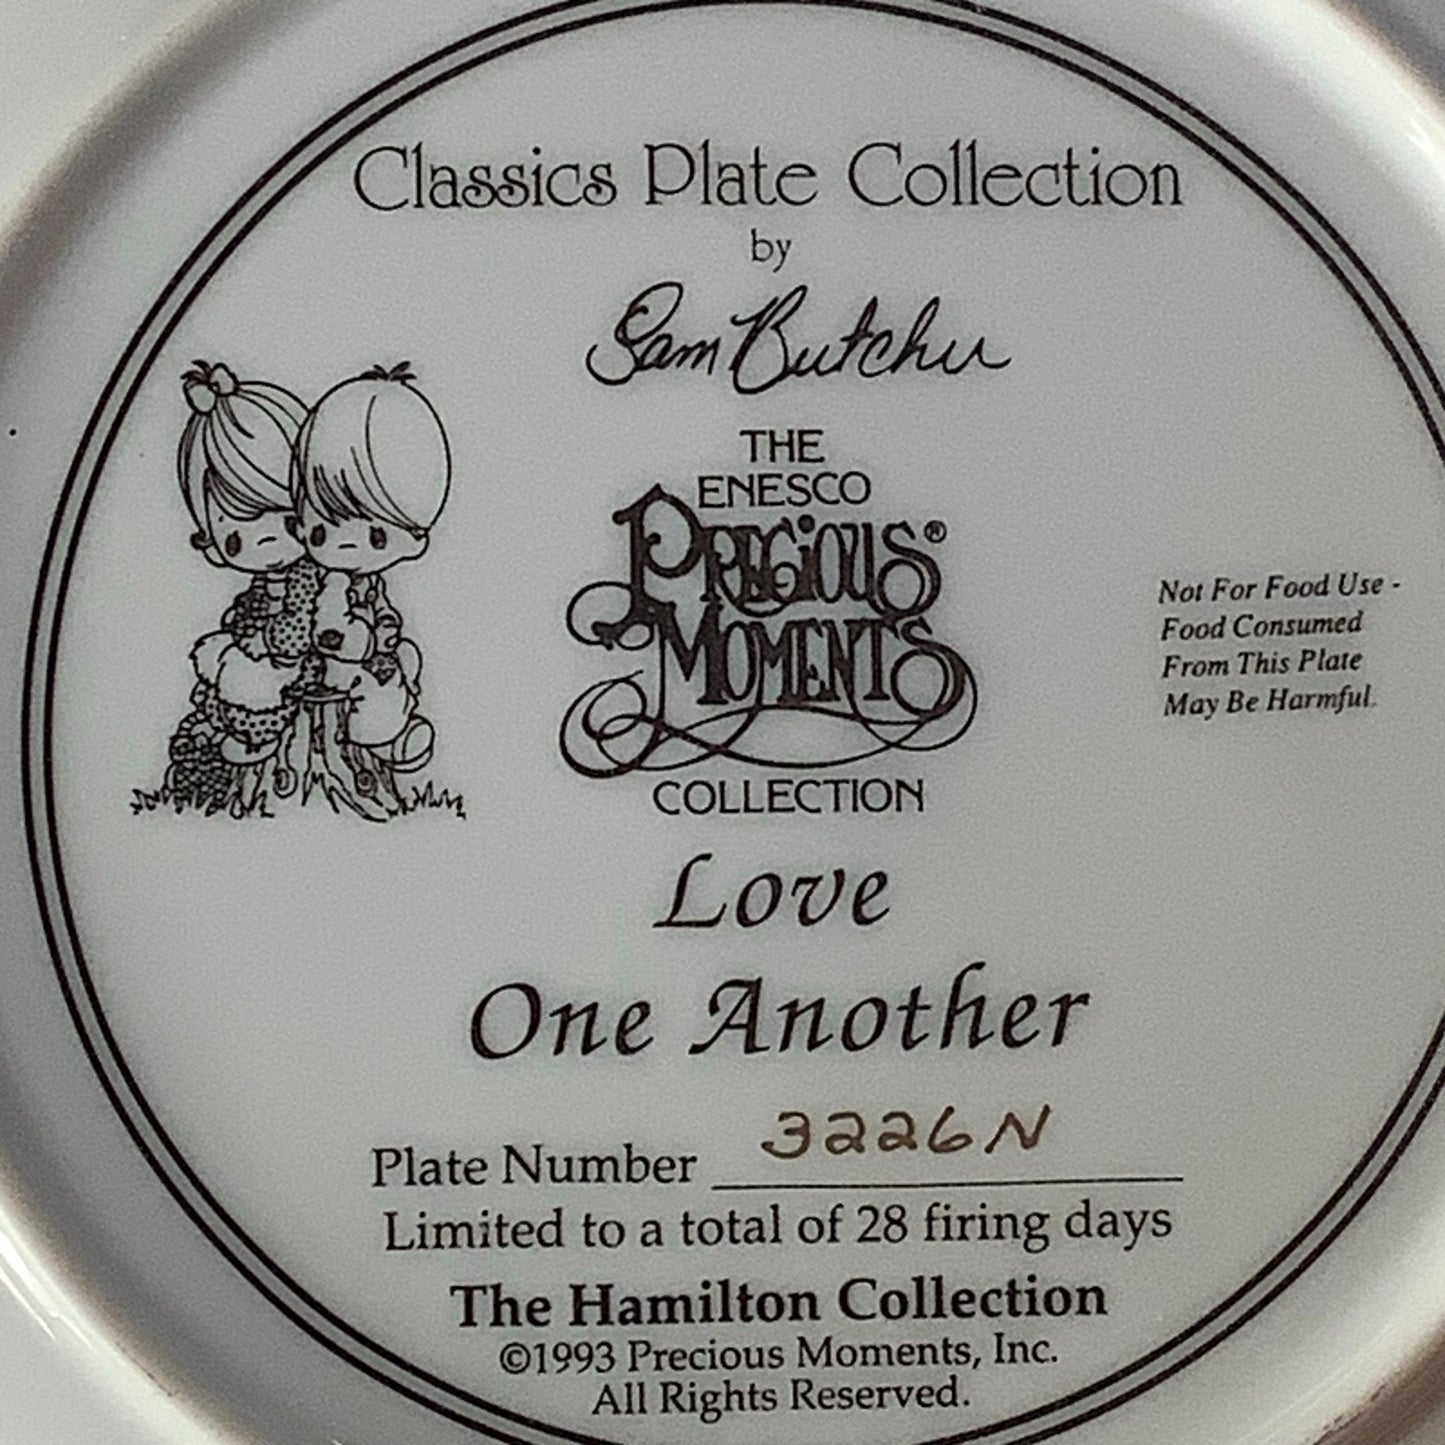 Classics Plate Collection
by
Sam Butcher
THE
ENESCO
PRECIOUS®
MOMENTS
COLLECTION
Not For Food Use -
Food Consumed
From This Plate
May Be Harmful.
Love
One Another
Plate Number 3226N
Limited to a total of 28 firing days
The Hamilton Collection
©1993 Precious Moments, Inc.
All Rights Reserved.